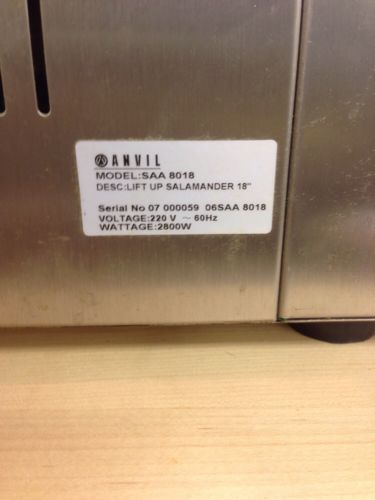 ANVIL
MODEL:SAA 8018
DESC:LIFT UP SALAMANDER 18"
Serial No 07 000059 06SAA 8018
VOLTAGE:220 V ~ 60Hz
WATTAGE:2800W